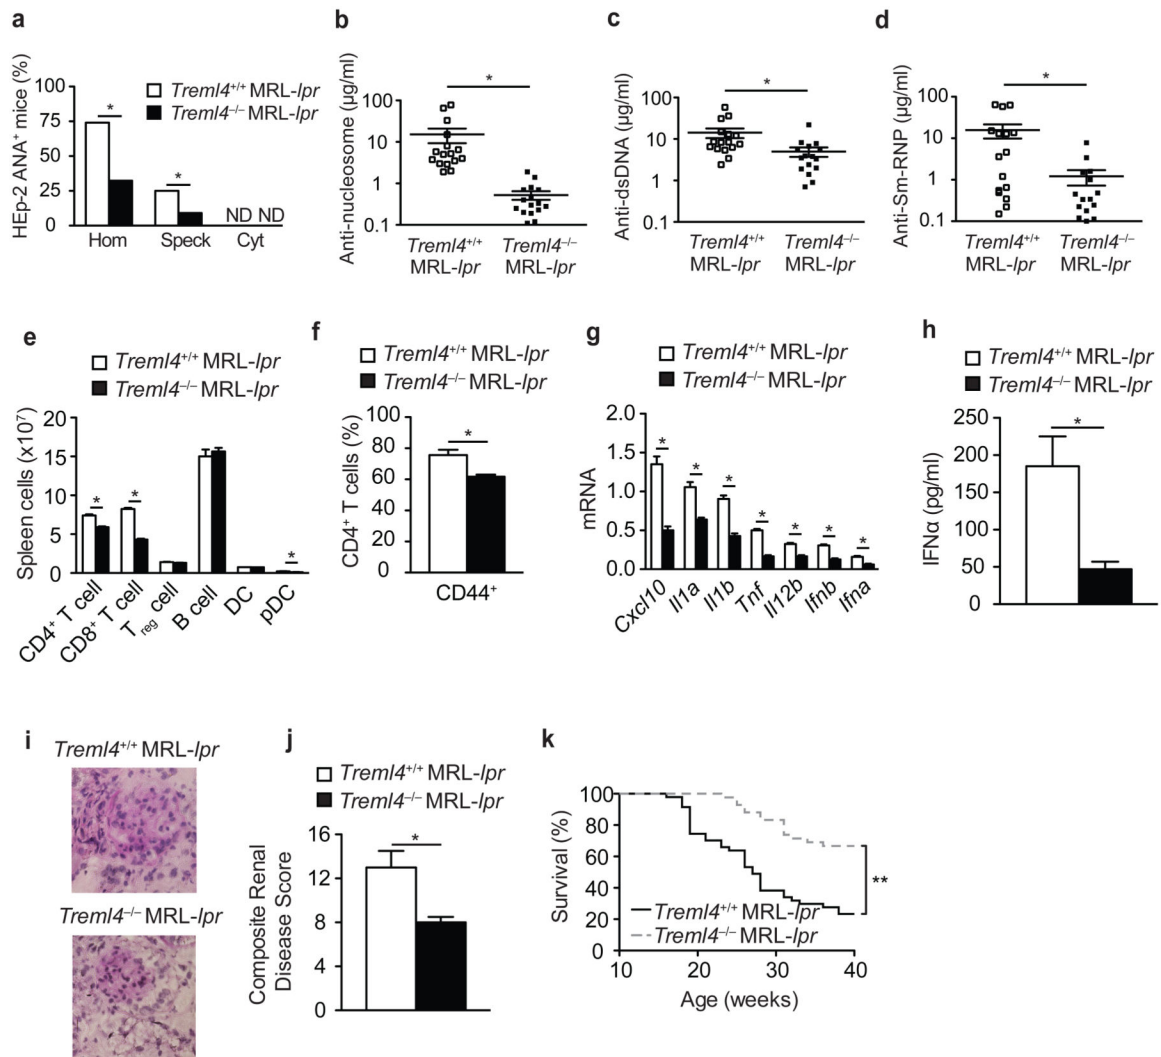 a
HEp-2 ANA⁺ mice (%)
100
75
50
25
0
Treml4⁺/⁺ MRL-lpr
Treml4⁻/⁻ MRL-lpr
*
*
ND ND
Hom Speck Cyt
b
Anti-nucleosome (µg/ml)
100
10
1
0.1
*
Treml4⁺/⁺ Treml4⁻/⁻
MRL-lpr MRL-lpr
c
Anti-dsDNA (µg/ml)
100
10
1
0.1
*
Treml4⁺/⁺ Treml4⁻/⁻
MRL-lpr MRL-lpr
d
Anti-Sm-RNP (µg/ml)
100
10
1
0.1
*
Treml4⁺/⁺ Treml4⁻/⁻
MRL-lpr MRL-lpr
e
Treml4⁺/⁺ MRL-lpr
Treml4⁻/⁻ MRL-lpr
Spleen cells (x10⁷)
20
15
10
5
0
*
*
*
CD4⁺ T cell
CD8⁺ T cell
Treg cell
B cell
DC
pDC
f
Treml4⁺/⁺ MRL-lpr
Treml4⁻/⁻ MRL-lpr
CD4⁺ T cells (%)
100
80
60
40
20
0
*
CD44⁺
g
Treml4⁺/⁺ MRL-lpr
Treml4⁻/⁻ MRL-lpr
mRNA
2.0
1.5
1.0
0.5
0.0
* * * * * * *
Cxcl10
Il1a
Il1b
Tnf
Il12b
Ifnb
Ifna
h
Treml4⁺/⁺ MRL-lpr
Treml4⁻/⁻ MRL-lpr
IFNα (pg/ml)
250
200
150
100
50
0
*
i
Treml4⁺/⁺ MRL-lpr
Treml4⁻/⁻ MRL-lpr
j
Treml4⁺/⁺ MRL-lpr
Treml4⁻/⁻ MRL-lpr
Composite Renal
Disease Score
16
12
8
4
0
*
k
Survival (%)
100
80
60
40
20
0
Treml4⁺/⁺ MRL-lpr
Treml4⁻/⁻ MRL-lpr
**
10 20 30 40
Age (weeks)